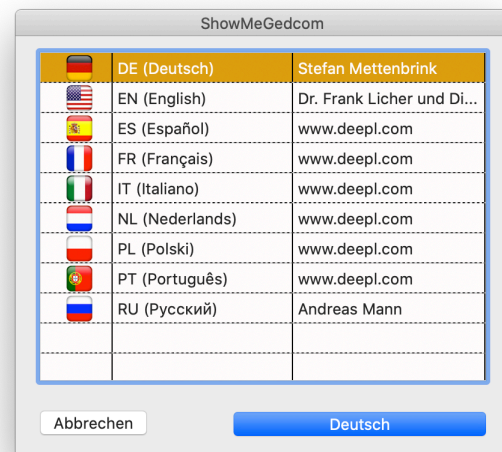 ShowMeGedcom
DE (Deutsch) Stefan Mettenbrink
EN (English) Dr. Frank Licher und Di...
ES (Español) www.deepl.com
FR (Français) www.deepl.com
IT (Italiano) www.deepl.com
NL (Nederlands) www.deepl.com
PL (Polski) www.deepl.com
PT (Português) www.deepl.com
RU (Русский) Andreas Mann
Abbrechen Deutsch